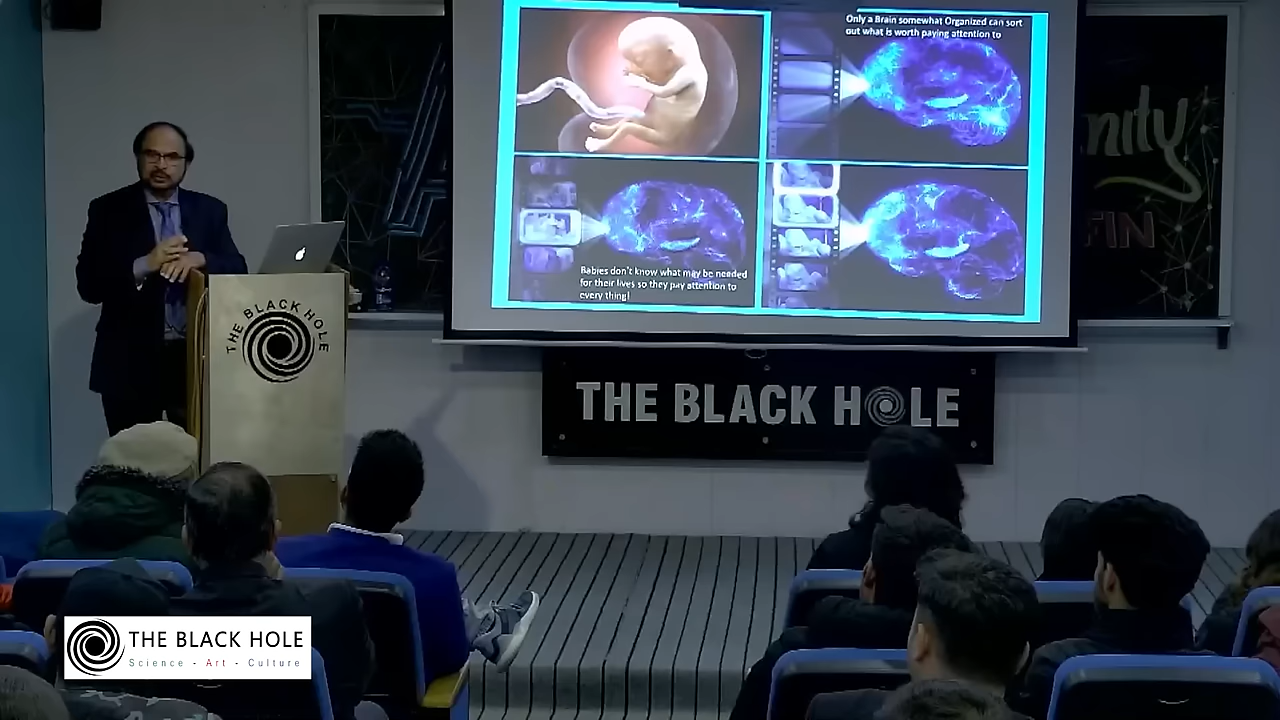 Only a Brain somewhat Organized can sort
out what is worth paying attention to
Babies don't know what may be needed
for their lives so they pay attention to
every thing!
nity
FIN
THE BLACK HOLE
THE BLACK HOLE
THE BLACK HOLE
Science - Art - Culture